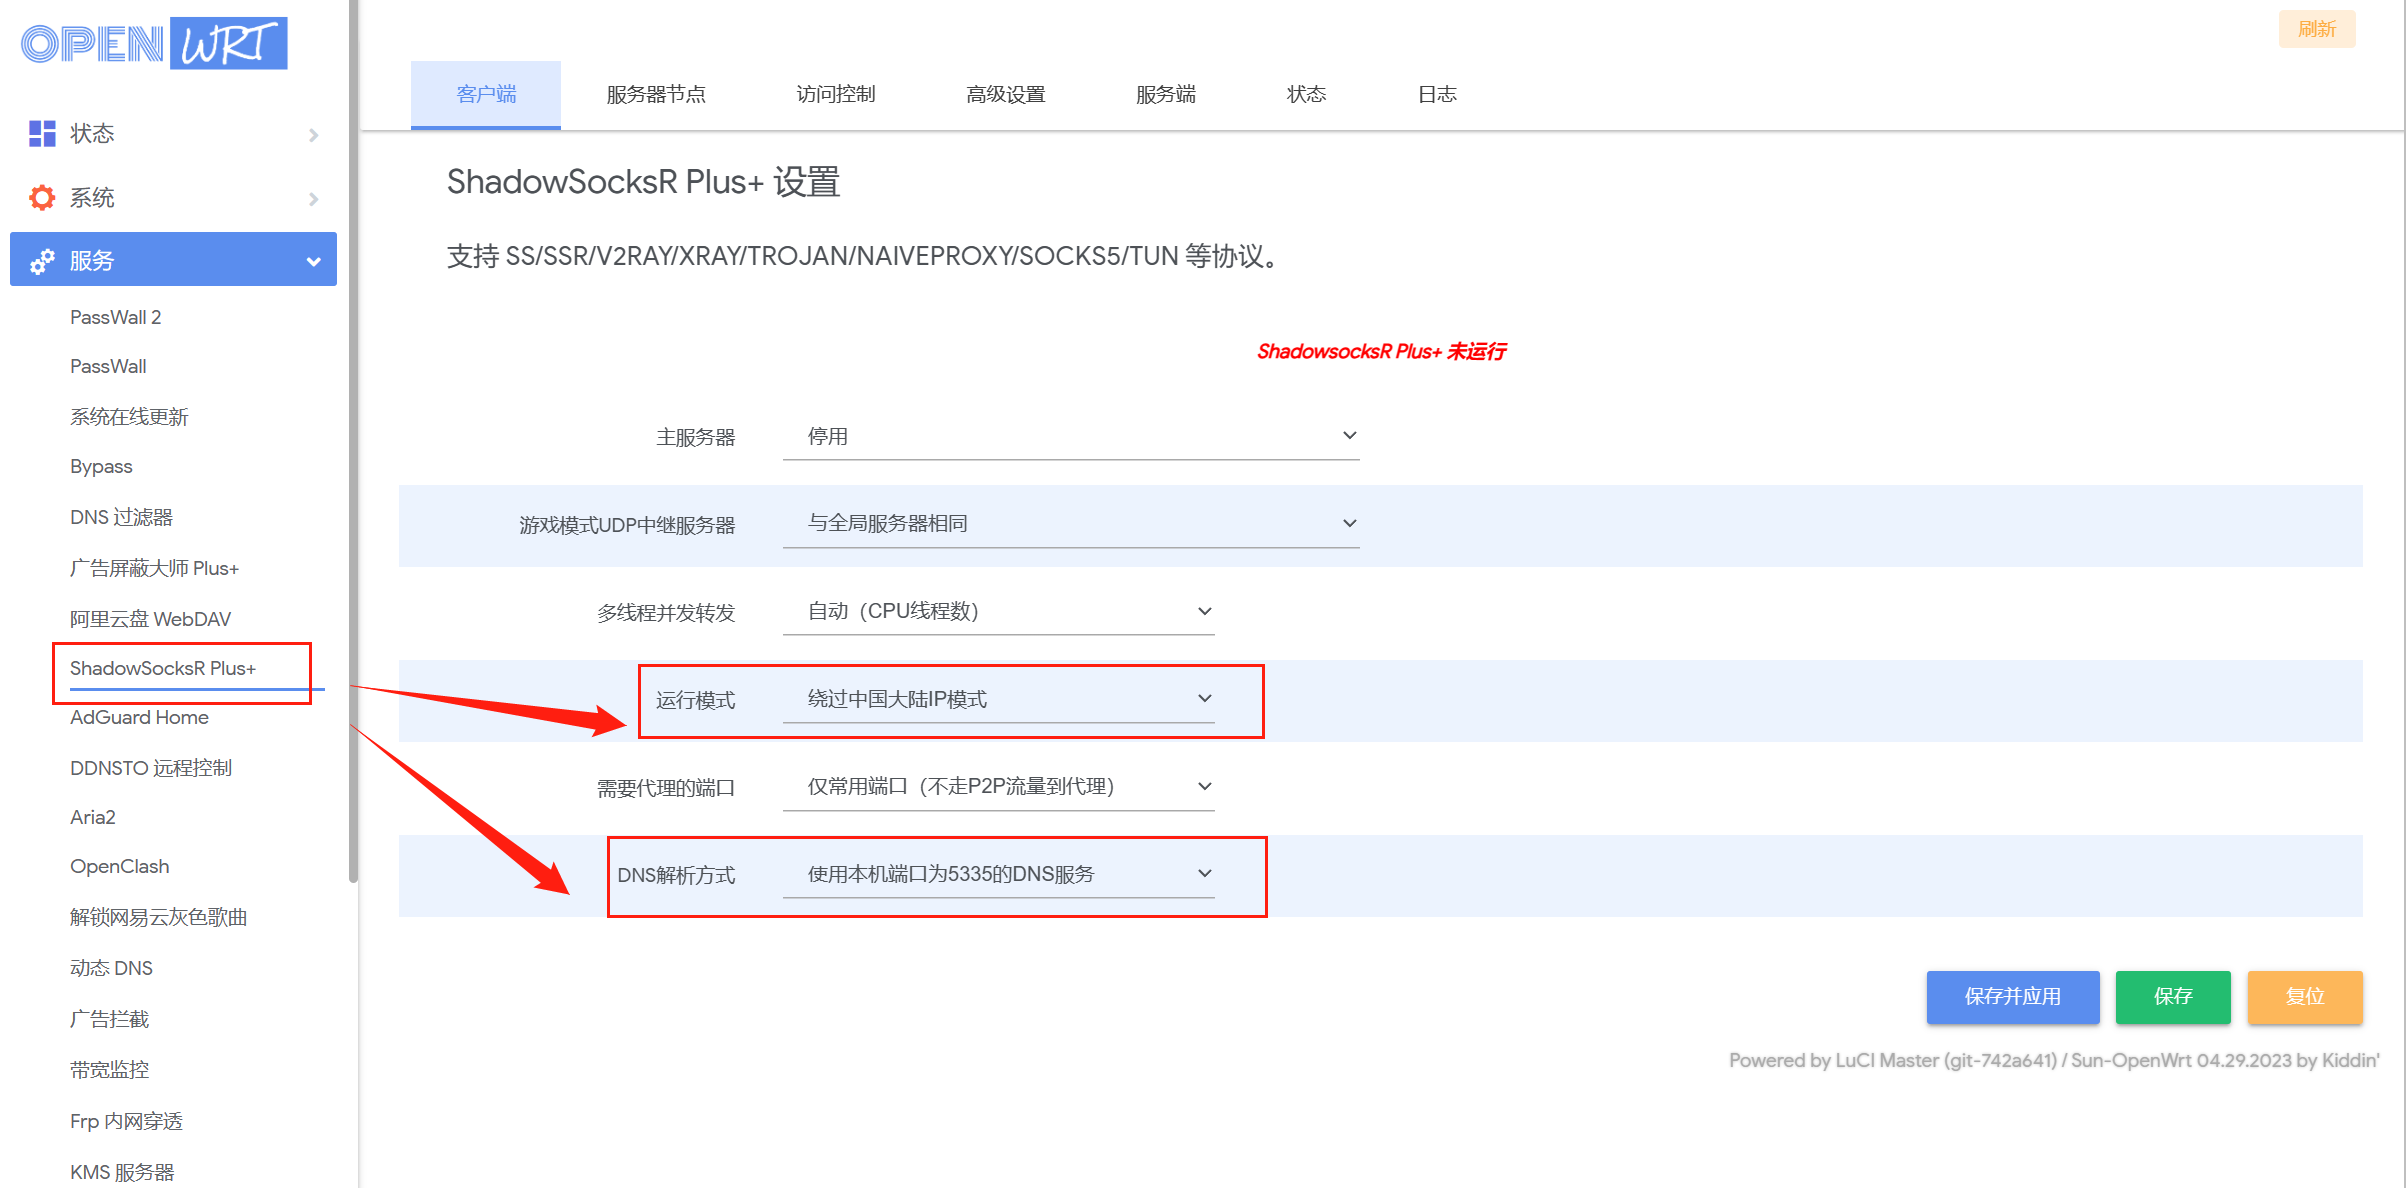 OPENWRT
刷新
客户端 服务器节点 访问控制 高级设置 服务端 状态 日志
状态
系统
服务
PassWall 2
PassWall
系统在线更新
Bypass
DNS 过滤器
广告屏蔽大师 Plus+
阿里云盘 WebDAV
ShadowSocksR Plus+
AdGuard Home
DDNSTO 远程控制
Aria2
OpenClash
解锁网易云灰色歌曲
动态 DNS
广告拦截
带宽监控
Frp 内网穿透
KMS 服务器
ShadowSocksR Plus+ 设置
支持 SS/SSR/V2RAY/XRAY/TROJAN/NAIVEPROXY/SOCKS5/TUN 等协议。
ShadowsocksR Plus+ 未运行
主服务器 停用
游戏模式UDP中继服务器 与全局服务器相同
多线程并发转发 自动（CPU线程数）
运行模式 绕过中国大陆IP模式
需要代理的端口 仅常用端口（不走P2P流量到代理）
DNS解析方式 使用本机端口为5335的DNS服务
保存并应用 保存 复位
Powered by LuCI Master (git-742a641) / Sun-OpenWrt 04.29.2023 by Kiddin'